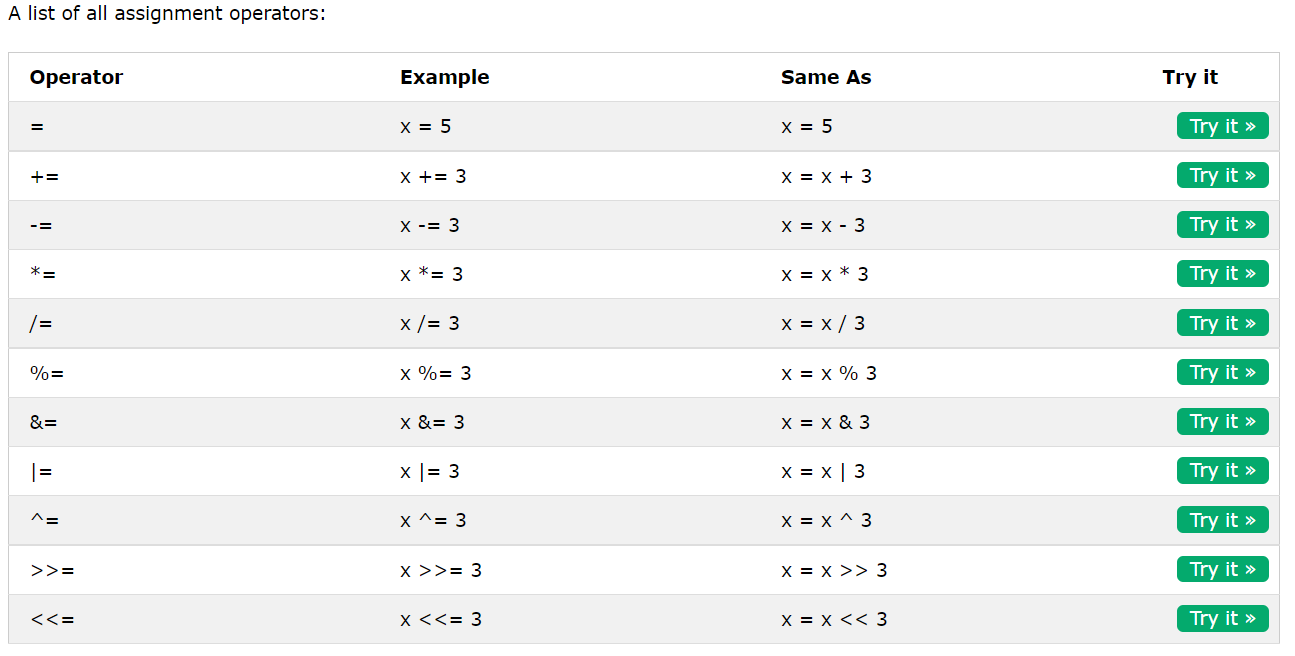 A list of all assignment operators:
Operator Example Same As Try it
= x = 5 x = 5 Try it »
+= x += 3 x = x + 3 Try it »
-= x -= 3 x = x - 3 Try it »
*= x *= 3 x = x * 3 Try it »
/= x /= 3 x = x / 3 Try it »
%= x %= 3 x = x % 3 Try it »
&= x &= 3 x = x & 3 Try it »
|= x |= 3 x = x | 3 Try it »
^= x ^= 3 x = x ^ 3 Try it »
>>= x >>= 3 x = x >> 3 Try it »
<<= x <<= 3 x = x << 3 Try it »